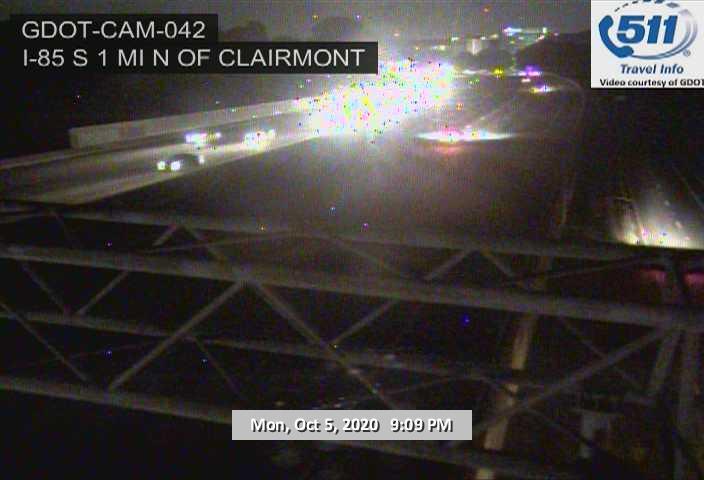 GDOT-CAM-042
I-85 S 1 MI N OF CLAIRMONT
511
Travel Info
Video courtesy of GDOT
Mon, Oct 5, 2020 9:09 PM